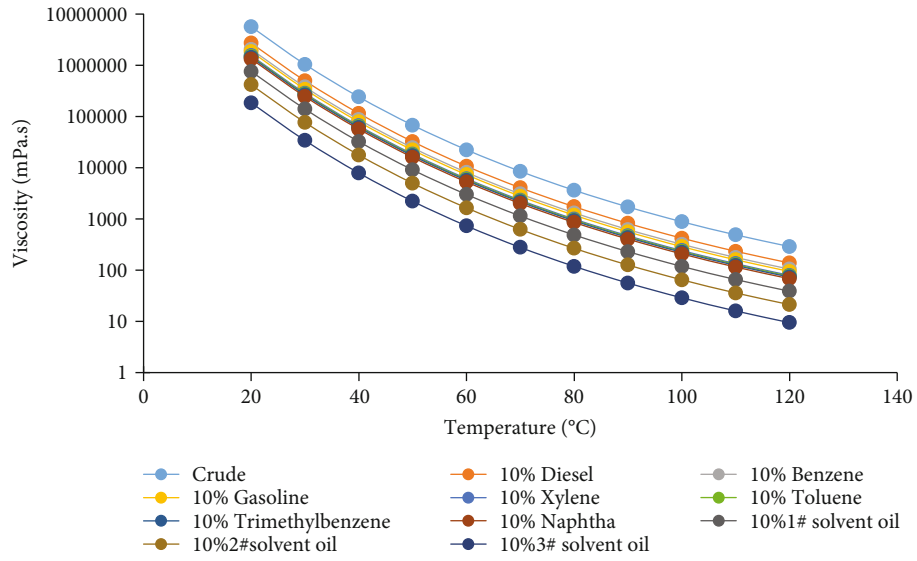 10000000
1000000
100000
10000
1000
100
10
1
Viscosity (mPa.s)
0 20 40 60 80 100 120 140
Temperature (°C)
Crude 10% Diesel 10% Benzene
10% Gasoline 10% Xylene 10% Toluene
10% Trimethylbenzene 10% Naphtha 10%1# solvent oil
10%2#solvent oil 10%3# solvent oil